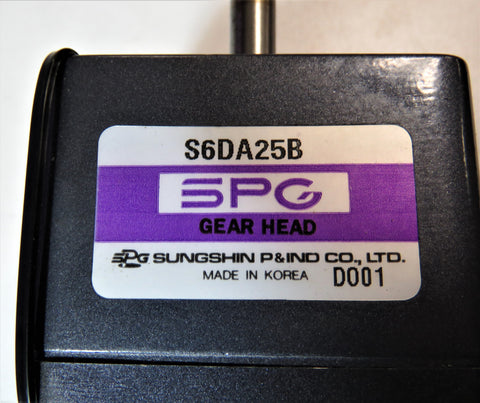 S6DA25B
SPG
GEAR HEAD
SPG SUNGSHIN P&IND CO., LTD.
MADE IN KOREA D001